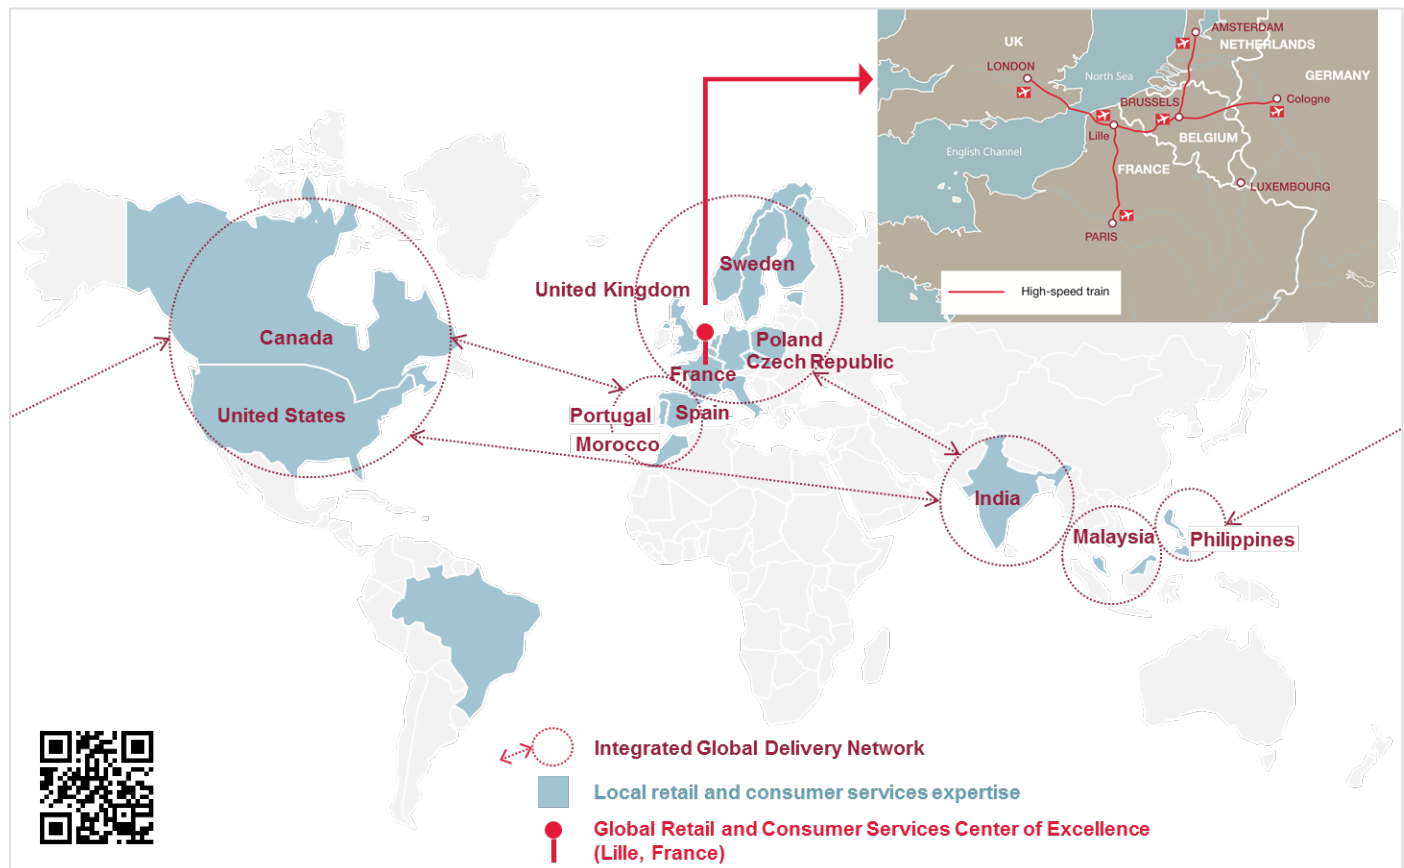 AMSTERDAM
UK
NETHERLANDS
LONDON
North Sea
GERMANY
BRUSSELS
Cologne
Lille
BELGIUM
English Channel
FRANCE
LUXEMBOURG
PARIS
High-speed train
Sweden
United Kingdom
Canada
Poland
Czech Republic
France
United States
Portugal
Spain
Morocco
India
Malaysia
Philippines
Integrated Global Delivery Network
Local retail and consumer services expertise
Global Retail and Consumer Services Center of Excellence
(Lille, France)